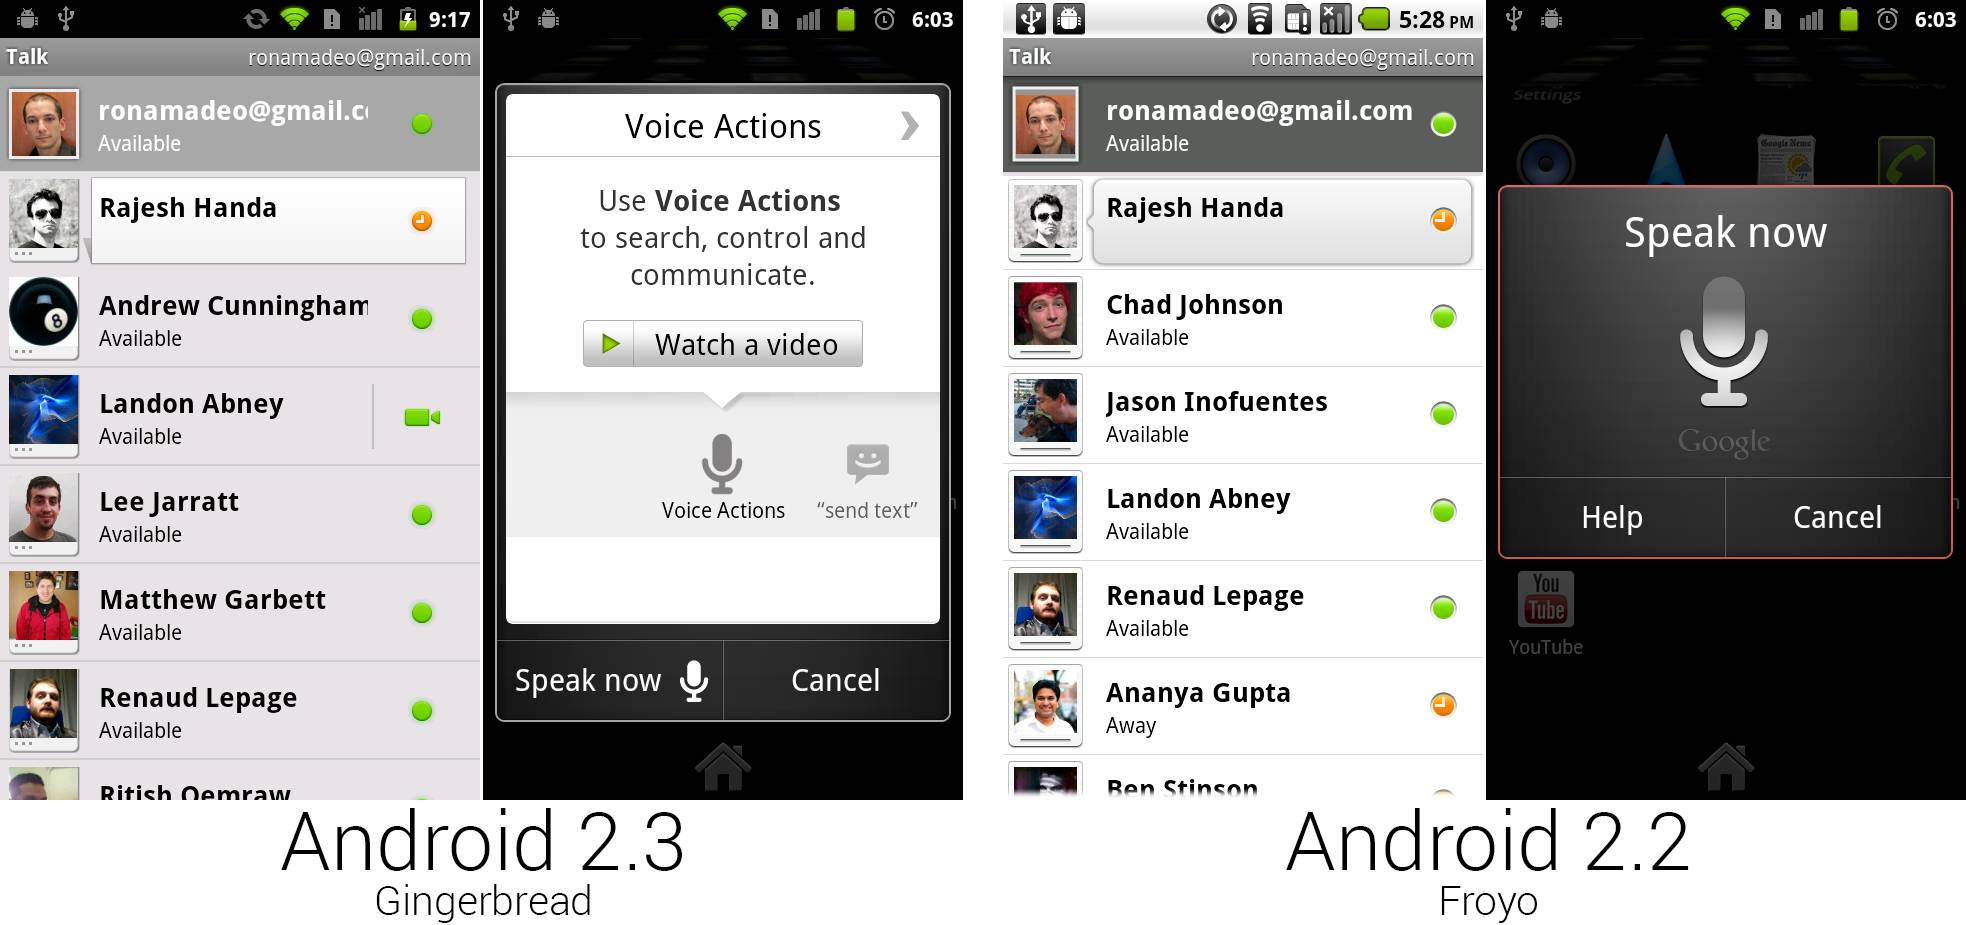 9:17
Talk
ronamadeo@gmail.com
ronamadeo@gmail.c
Available
Rajesh Handa
Andrew Cunningham
Available
8
Landon Abney
Available
Lee Jarratt
Available
Matthew Garbett
Available
Renaud Lepage
Available
Ritish Oemraw
6:03
Voice Actions
Use Voice Actions
to search, control and
communicate.
Watch a video
Voice Actions
“send text”
Speak now
Cancel
Android 2.3
Gingerbread
5:28 PM
Talk
ronamadeo@gmail.com
ronamadeo@gmail.com
Available
Rajesh Handa
Chad Johnson
Available
Jason Inofuentes
Available
Landon Abney
Available
Renaud Lepage
Available
Ananya Gupta
Away
Ben Stinson
6:03
Settings
Google News
Speak now
Google
Help
Cancel
You
Tube
YouTube
Android 2.2
Froyo